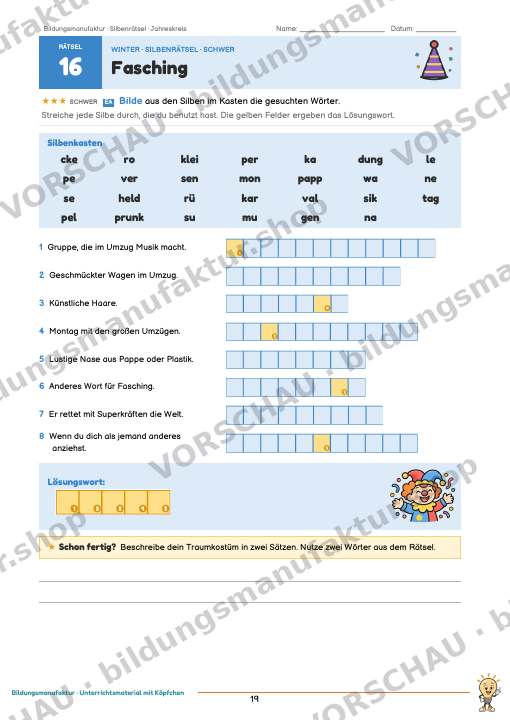 Bildungsmanufaktur · Silbenrätsel · Jahreskreis Name: Datum:
RÄTSEL
16
WINTER · SILBENRÄTSEL · SCHWER
Fasching
★★★ SCHWER EA Bilde aus den Silben im Kasten die gesuchten Wörter.
Streiche jede Silbe durch, die du benutzt hast. Die gelben Felder ergeben das Lösungswort.
Silbenkasten
cke ro klei per ka dung le
pe ver sen mon papp wa ne
se held rü kar val sik tag
pel prunk su mu gen na
1 Gruppe, die im Umzug Musik macht.
2 Geschmückter Wagen im Umzug.
3 Künstliche Haare.
4 Montag mit den großen Umzügen.
5 Lustige Nase aus Pappe oder Plastik.
6 Anderes Wort für Fasching.
7 Er rettet mit Superkräften die Welt.
8 Wenn du dich als jemand anderes
anziehst.
Lösungswort:
★ Schon fertig? Beschreibe dein Traumkostüm in zwei Sätzen. Nutze zwei Wörter aus dem Rätsel.
Bildungsmanufaktur · Unterrichtsmaterial mit Köpfchen
19
VORSCHAU · bildungsmanufaktur.shop